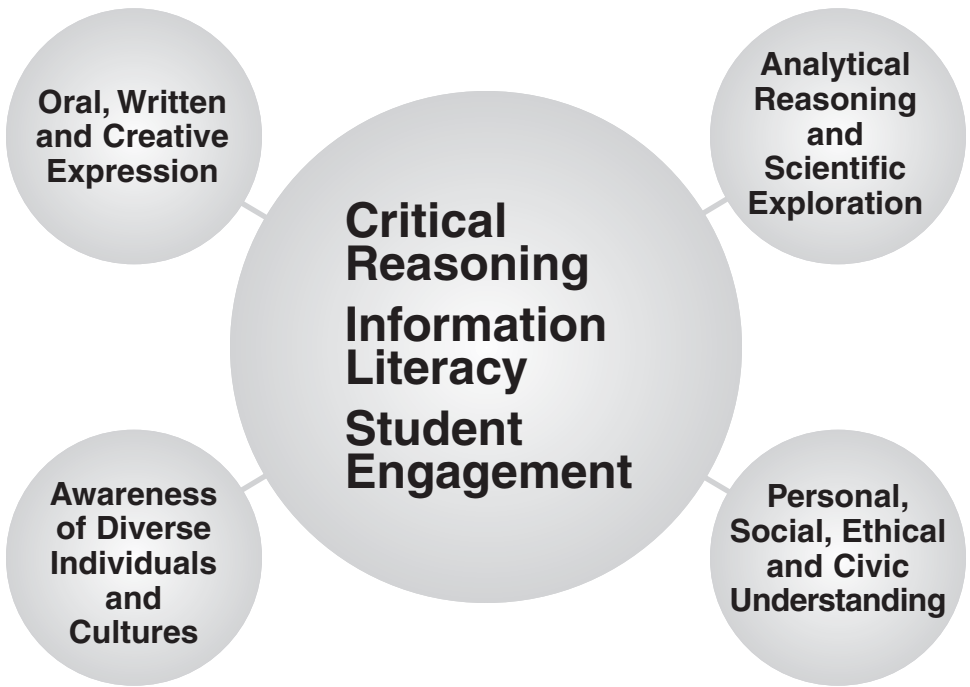 Oral, Written
and Creative
Expression
Analytical
Reasoning
and
Scientific
Exploration
Critical
Reasoning
Information
Literacy
Student
Engagement
Awareness
of Diverse
Individuals
and
Cultures
Personal,
Social, Ethical
and Civic
Understanding